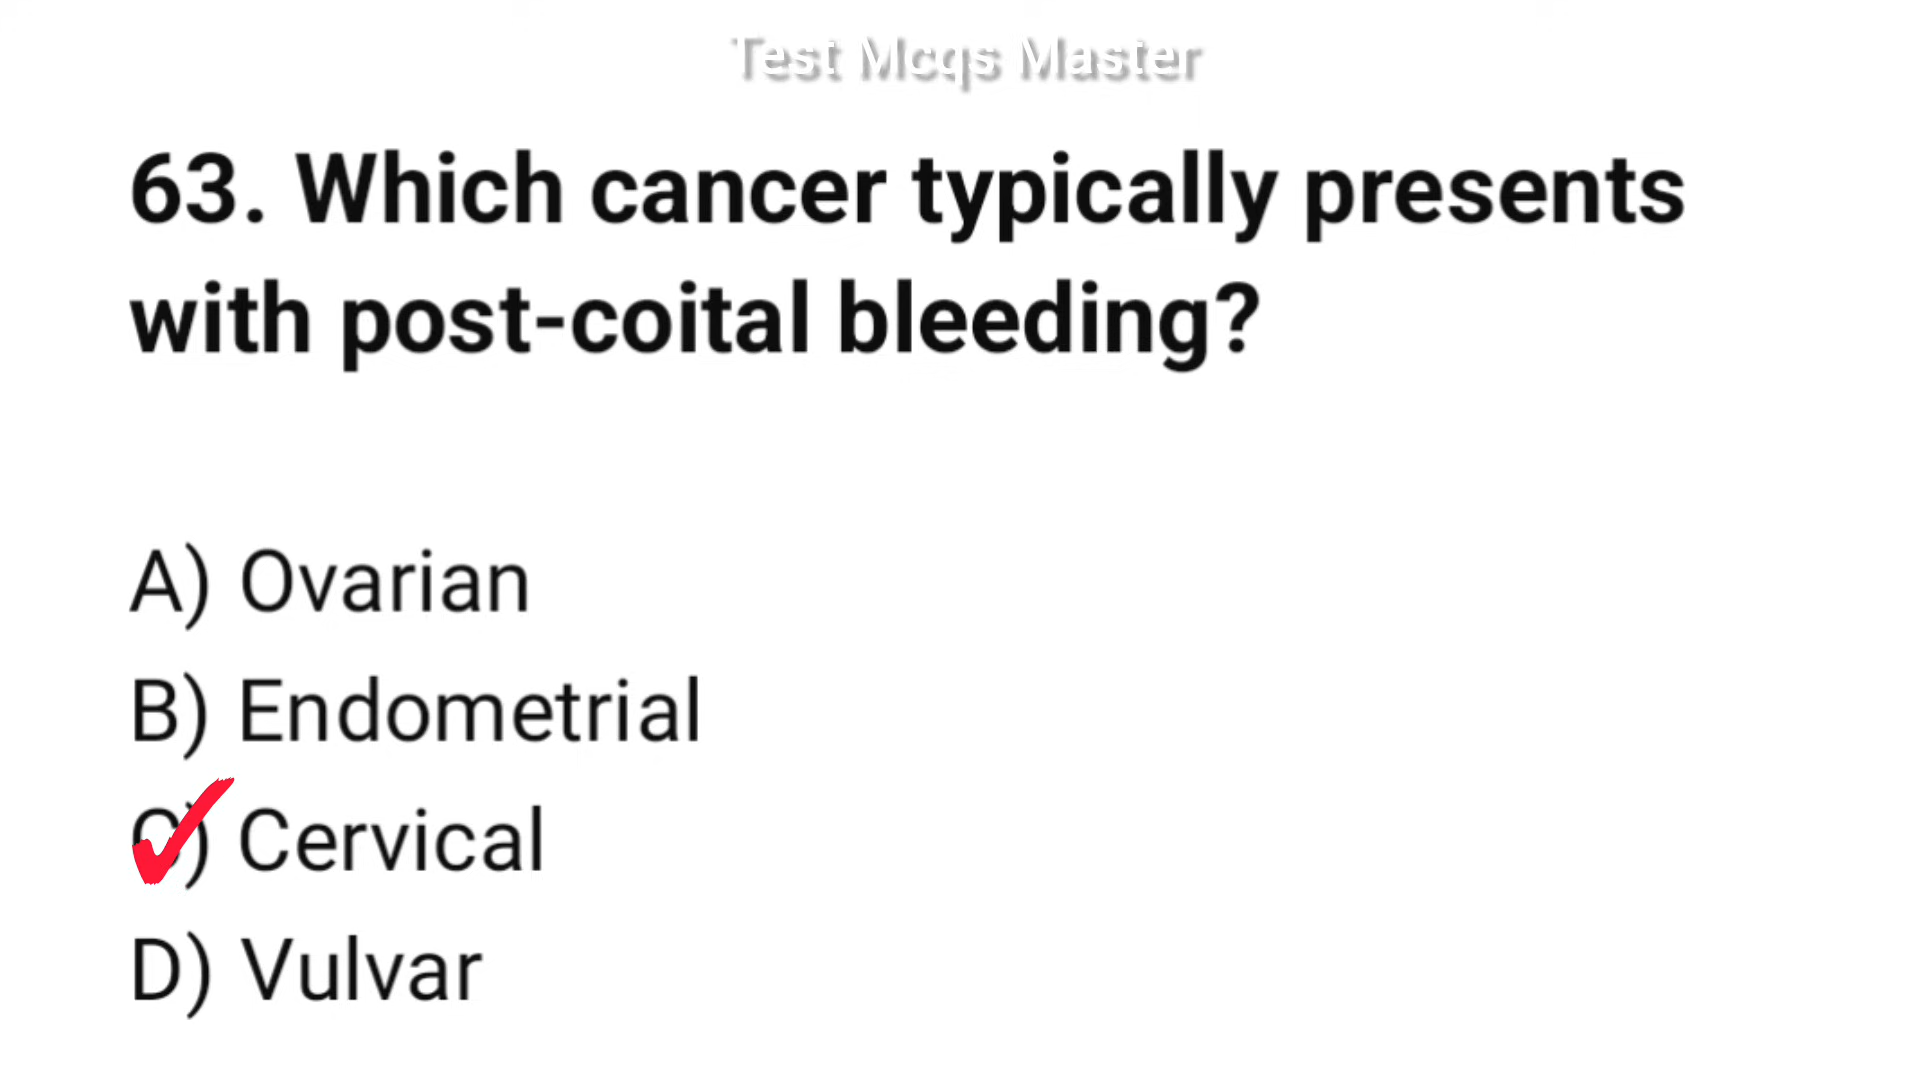 Test Mcqs Master
63. Which cancer typically presents
with post-coital bleeding?
A) Ovarian
B) Endometrial
C) Cervical
D) Vulvar